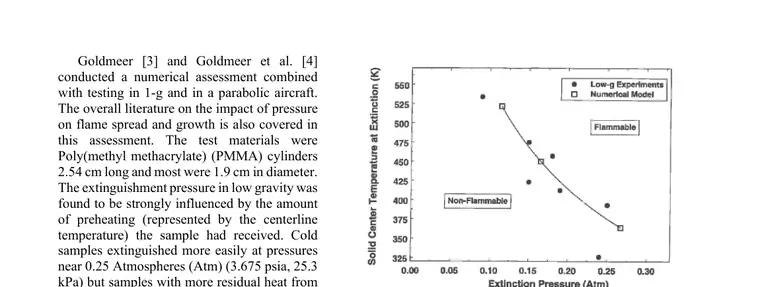 Goldmeer [3] and Goldmeer et al. [4]
conducted a numerical assessment combined
with testing in 1-g and in a parabolic aircraft.
The overall literature on the impact of pressure
on flame spread and growth is also covered in
this assessment. The test materials were
Poly(methyl methacrylate) (PMMA) cylinders
2.54 cm long and most were 1.9 cm in diameter.
The extinguishment pressure in low gravity was
found to be strongly influenced by the amount
of preheating (represented by the centerline
temperature) the sample had received. Cold
samples extinguished more easily at pressures
near 0.25 Atmospheres (Atm) (3.675 psia, 25.3
kPa) but samples with more residual heat from
Solid Center Temperature at Extinction (K)
550
525
500
475
450
425
400
375
350
325
Low-g Experiments
Numerical Model
Flammable
Non-Flammable
0.00 0.05 0.10 0.15 0.20 0.25 0.30
Extinction Pressure (Atm)